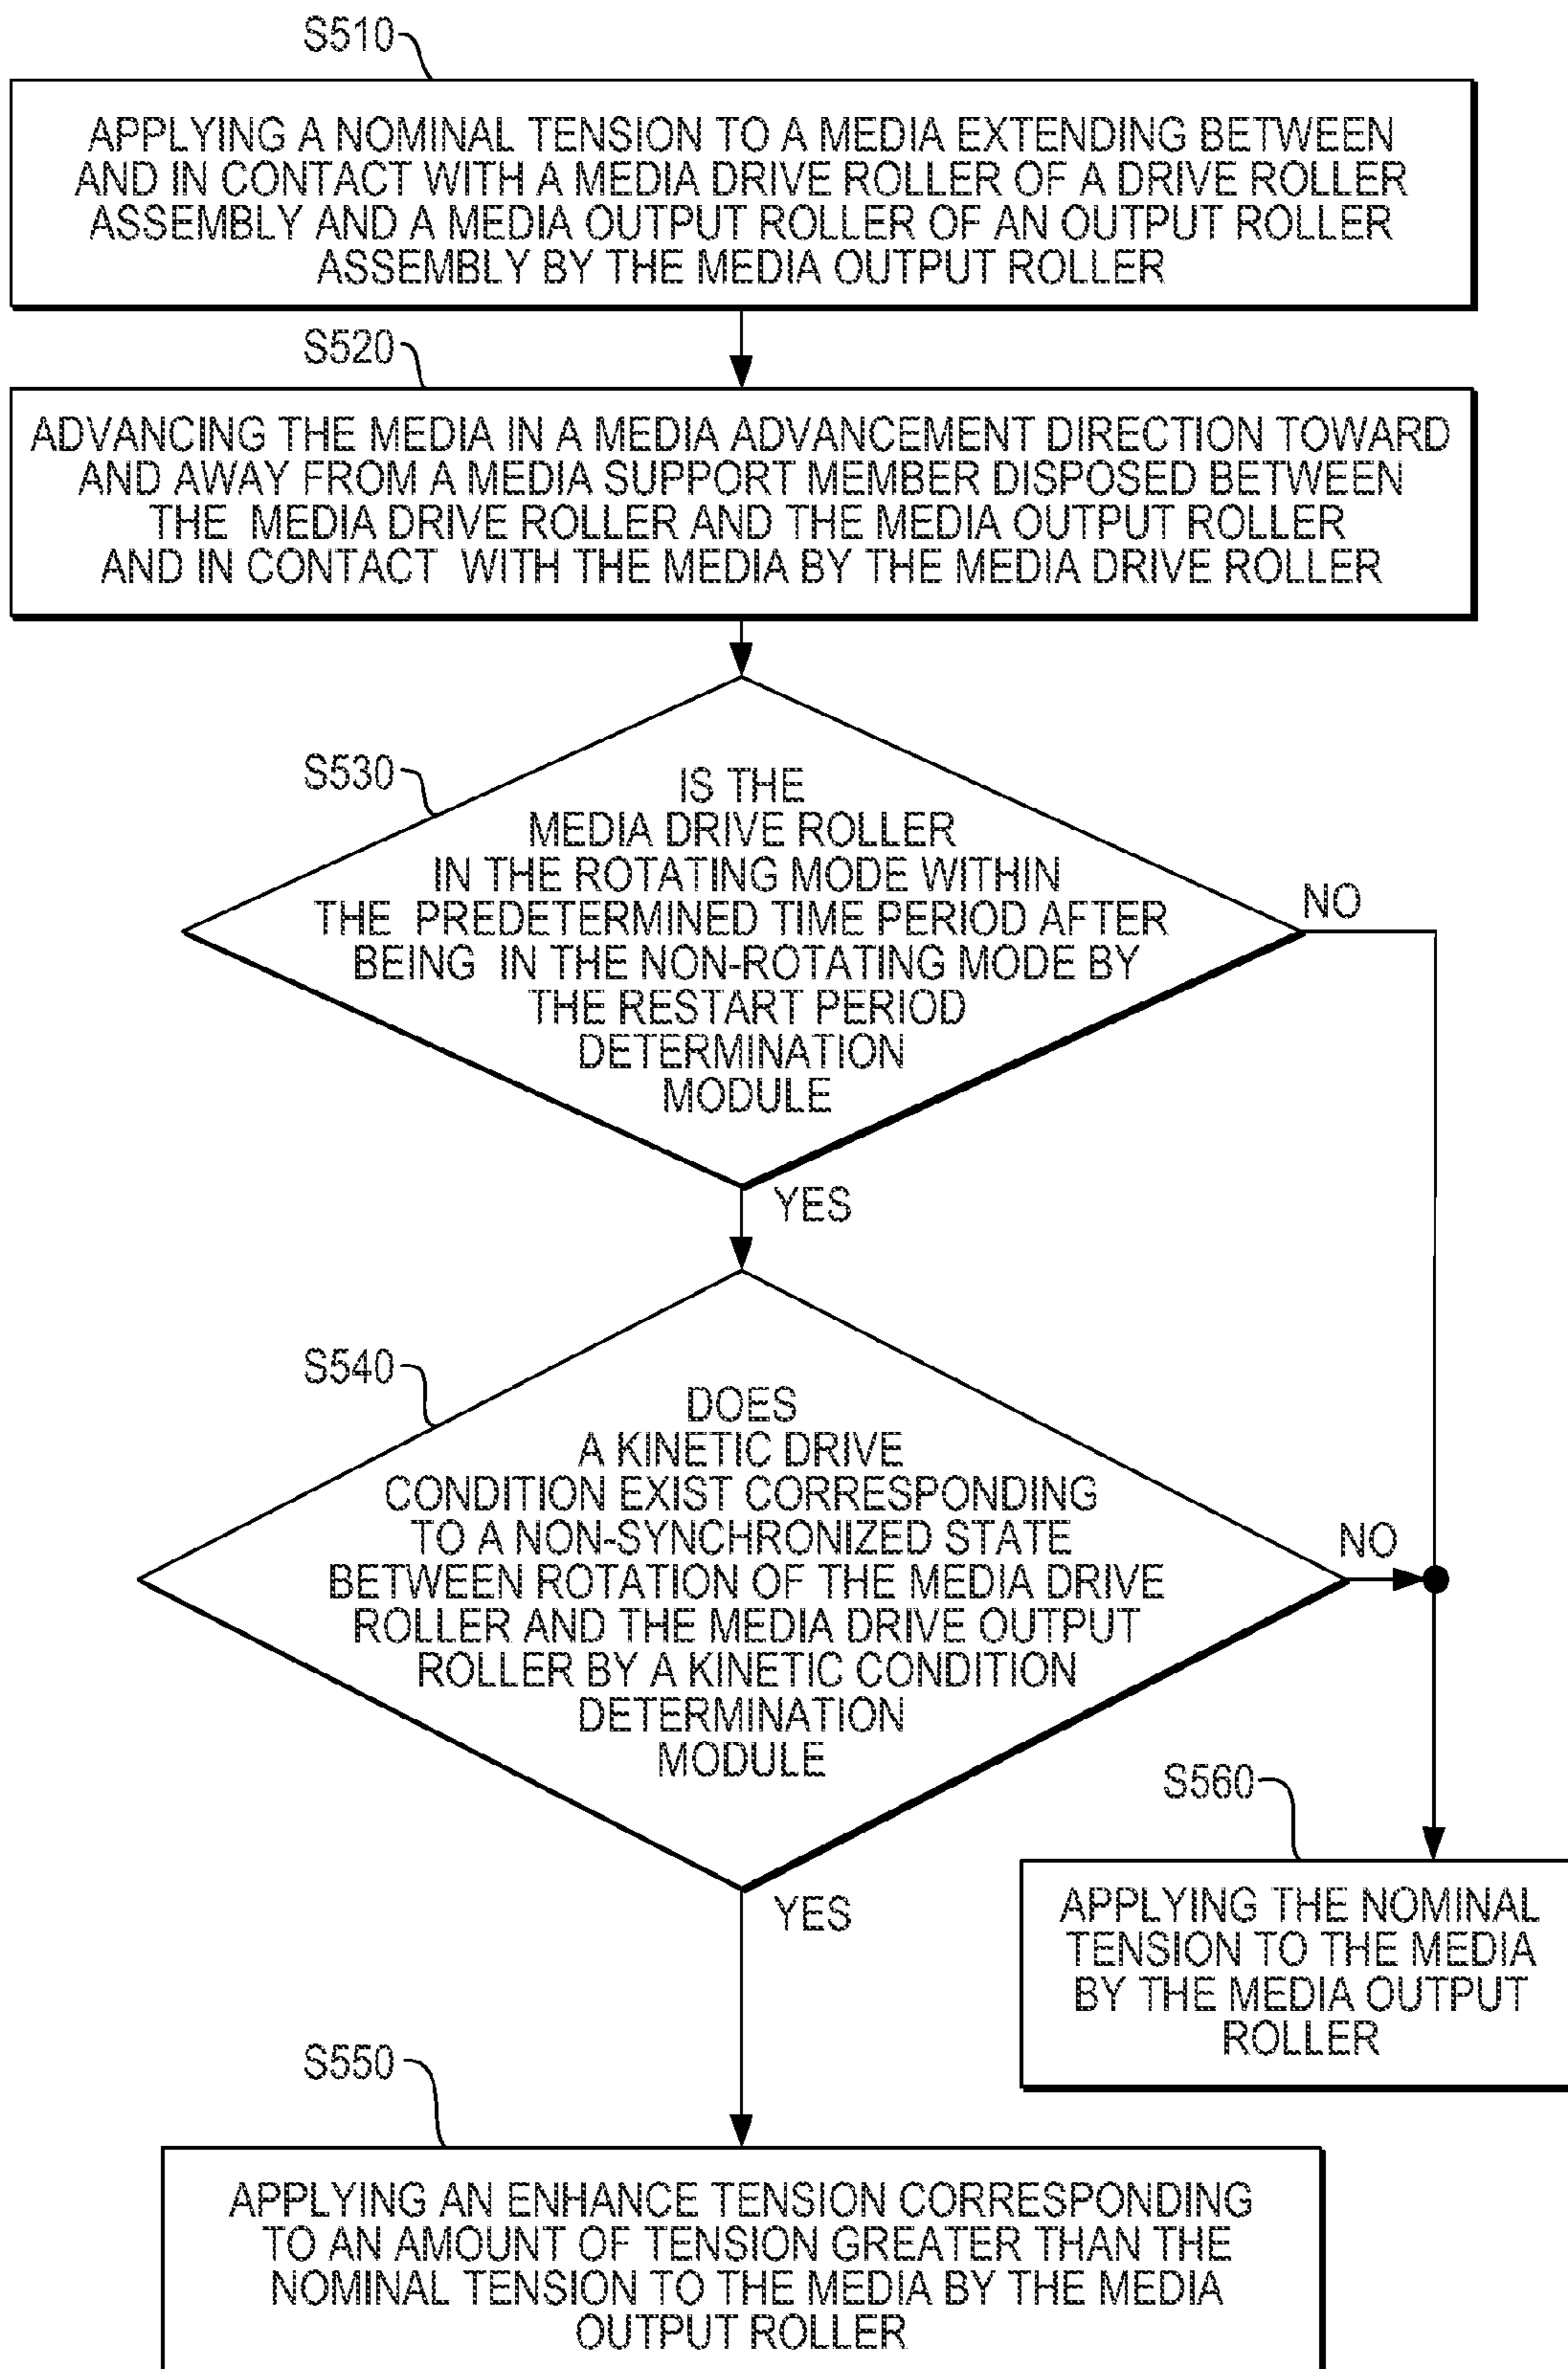 S510
APPLYING A NOMINAL TENSION TO A MEDIA EXTENDING BETWEEN
AND IN CONTACT WITH A MEDIA DRIVE ROLLER OF A DRIVE ROLLER
ASSEMBLY AND A MEDIA OUTPUT ROLLER OF AN OUTPUT ROLLER
ASSEMBLY BY THE MEDIA OUTPUT ROLLER
S520
ADVANCING THE MEDIA IN A MEDIA ADVANCEMENT DIRECTION TOWARD
AND AWAY FROM A MEDIA SUPPORT MEMBER DISPOSED BETWEEN
THE MEDIA DRIVE ROLLER AND THE MEDIA OUTPUT ROLLER
AND IN CONTACT WITH THE MEDIA BY THE MEDIA DRIVE ROLLER
S530
IS THE
MEDIA DRIVE ROLLER
IN THE ROTATING MODE WITHIN
THE PREDETERMINED TIME PERIOD AFTER
BEING IN THE NON-ROTATING MODE BY
THE RESTART PERIOD
DETERMINATION
MODULE
NO
YES
S540
DOES
A KINETIC DRIVE
CONDITION EXIST CORRESPONDING
TO A NON-SYNCHRONIZED STATE
BETWEEN ROTATION OF THE MEDIA DRIVE
ROLLER AND THE MEDIA DRIVE OUTPUT
ROLLER BY A KINETIC CONDITION
DETERMINATION
MODULE
NO
YES
S560
APPLYING THE NOMINAL
TENSION TO THE MEDIA
BY THE MEDIA OUTPUT
ROLLER
S550
APPLYING AN ENHANCE TENSION CORRESPONDING
TO AN AMOUNT OF TENSION GREATER THAN THE
NOMINAL TENSION TO THE MEDIA BY THE MEDIA
OUTPUT ROLLER